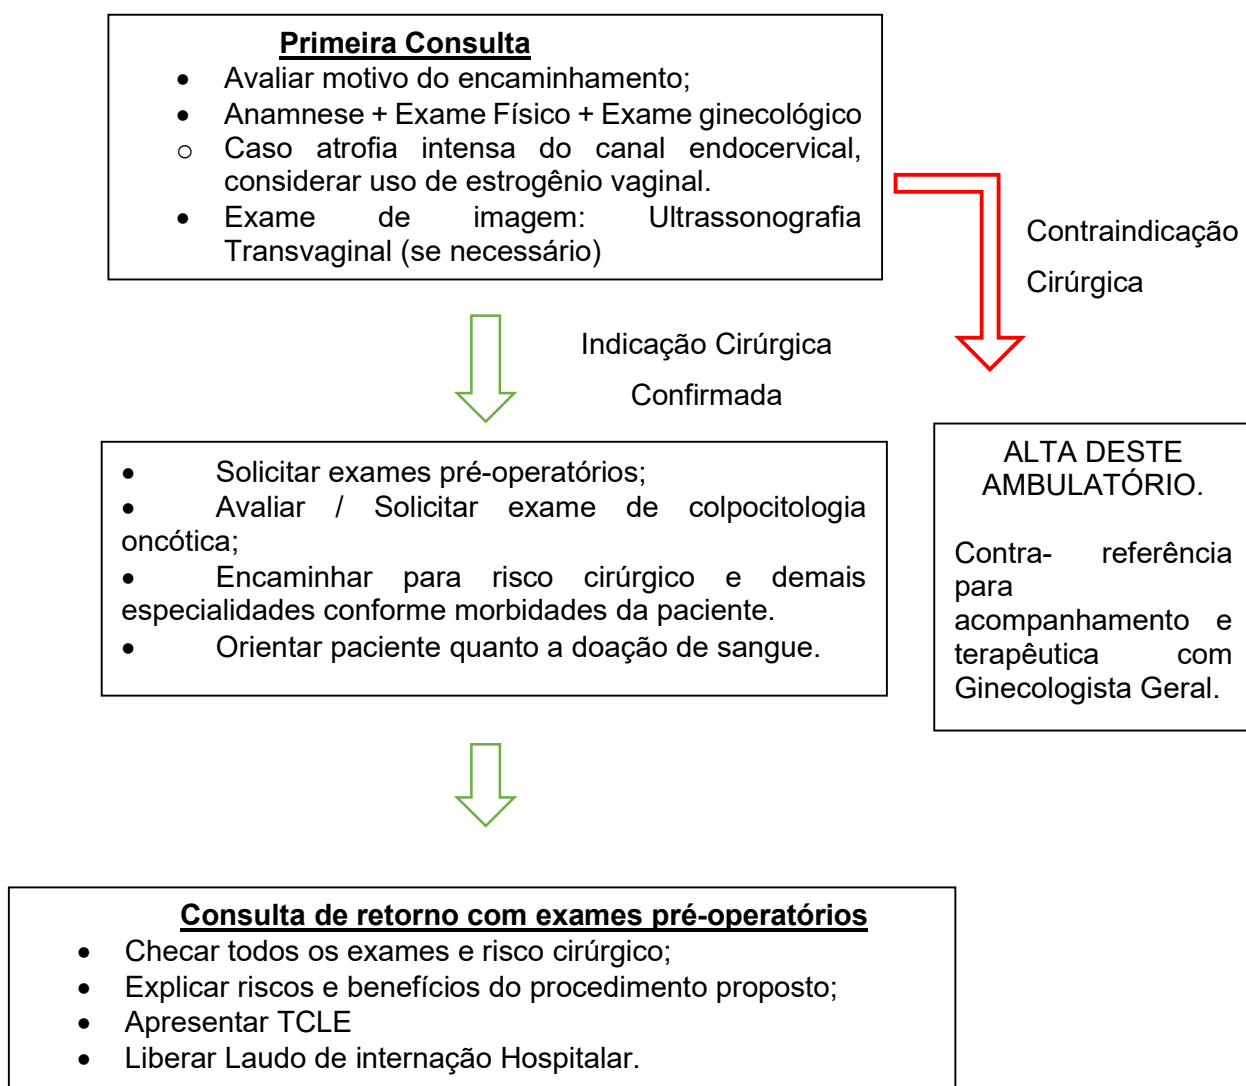 Primeira Consulta
• Avaliar motivo do encaminhamento;
• Anamnese + Exame Físico + Exame ginecológico
o Caso atrofia intensa do canal endocervical,
considerar uso de estrogênio vaginal.
• Exame de imagem: Ultrassonografia
Transvaginal (se necessário)
Contraindicação
Cirúrgica
Indicação Cirúrgica
Confirmada
• Solicitar exames pré-operatórios;
• Avaliar / Solicitar exame de colpocitologia
oncótica;
• Encaminhar para risco cirúrgico e demais
especialidades conforme morbidades da paciente.
• Orientar paciente quanto a doação de sangue.
ALTA DESTE
AMBULATÓRIO.
Contra- referência
para
acompanhamento e
terapêutica com
Ginecologista Geral.
Consulta de retorno com exames pré-operatórios
• Checar todos os exames e risco cirúrgico;
• Explicar riscos e benefícios do procedimento proposto;
• Apresentar TCLE
• Liberar Laudo de internação Hospitalar.